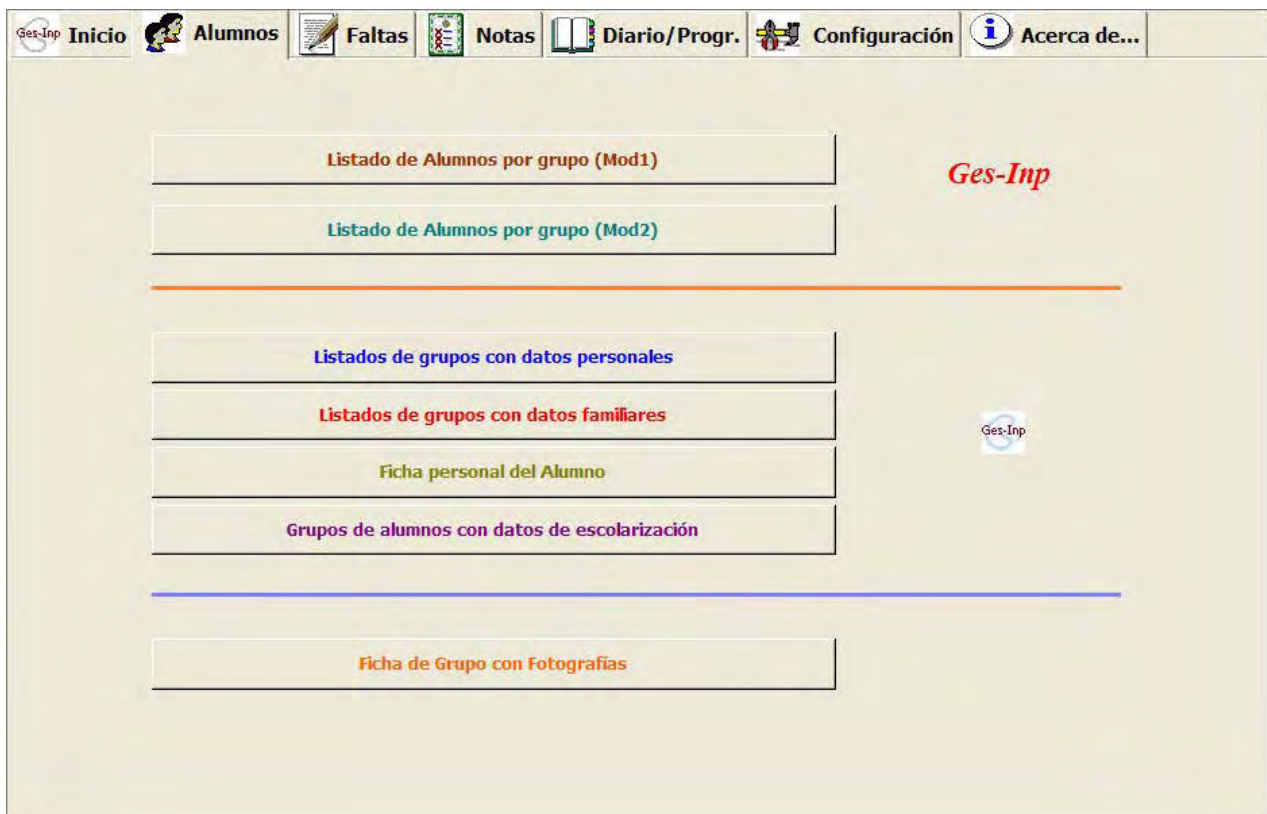 Ges-Inp Inicio Alumnos Faltas Notas Diario/Progr. Configuración Acerca de...
Listado de Alumnos por grupo (Mod1)
Ges-Inp
Listado de Alumnos por grupo (Mod2)
Listados de grupos con datos personales
Listados de grupos con datos familiares
Ges-Inp
Ficha personal del Alumno
Grupos de alumnos con datos de escolarización
Ficha de Grupo con Fotografías